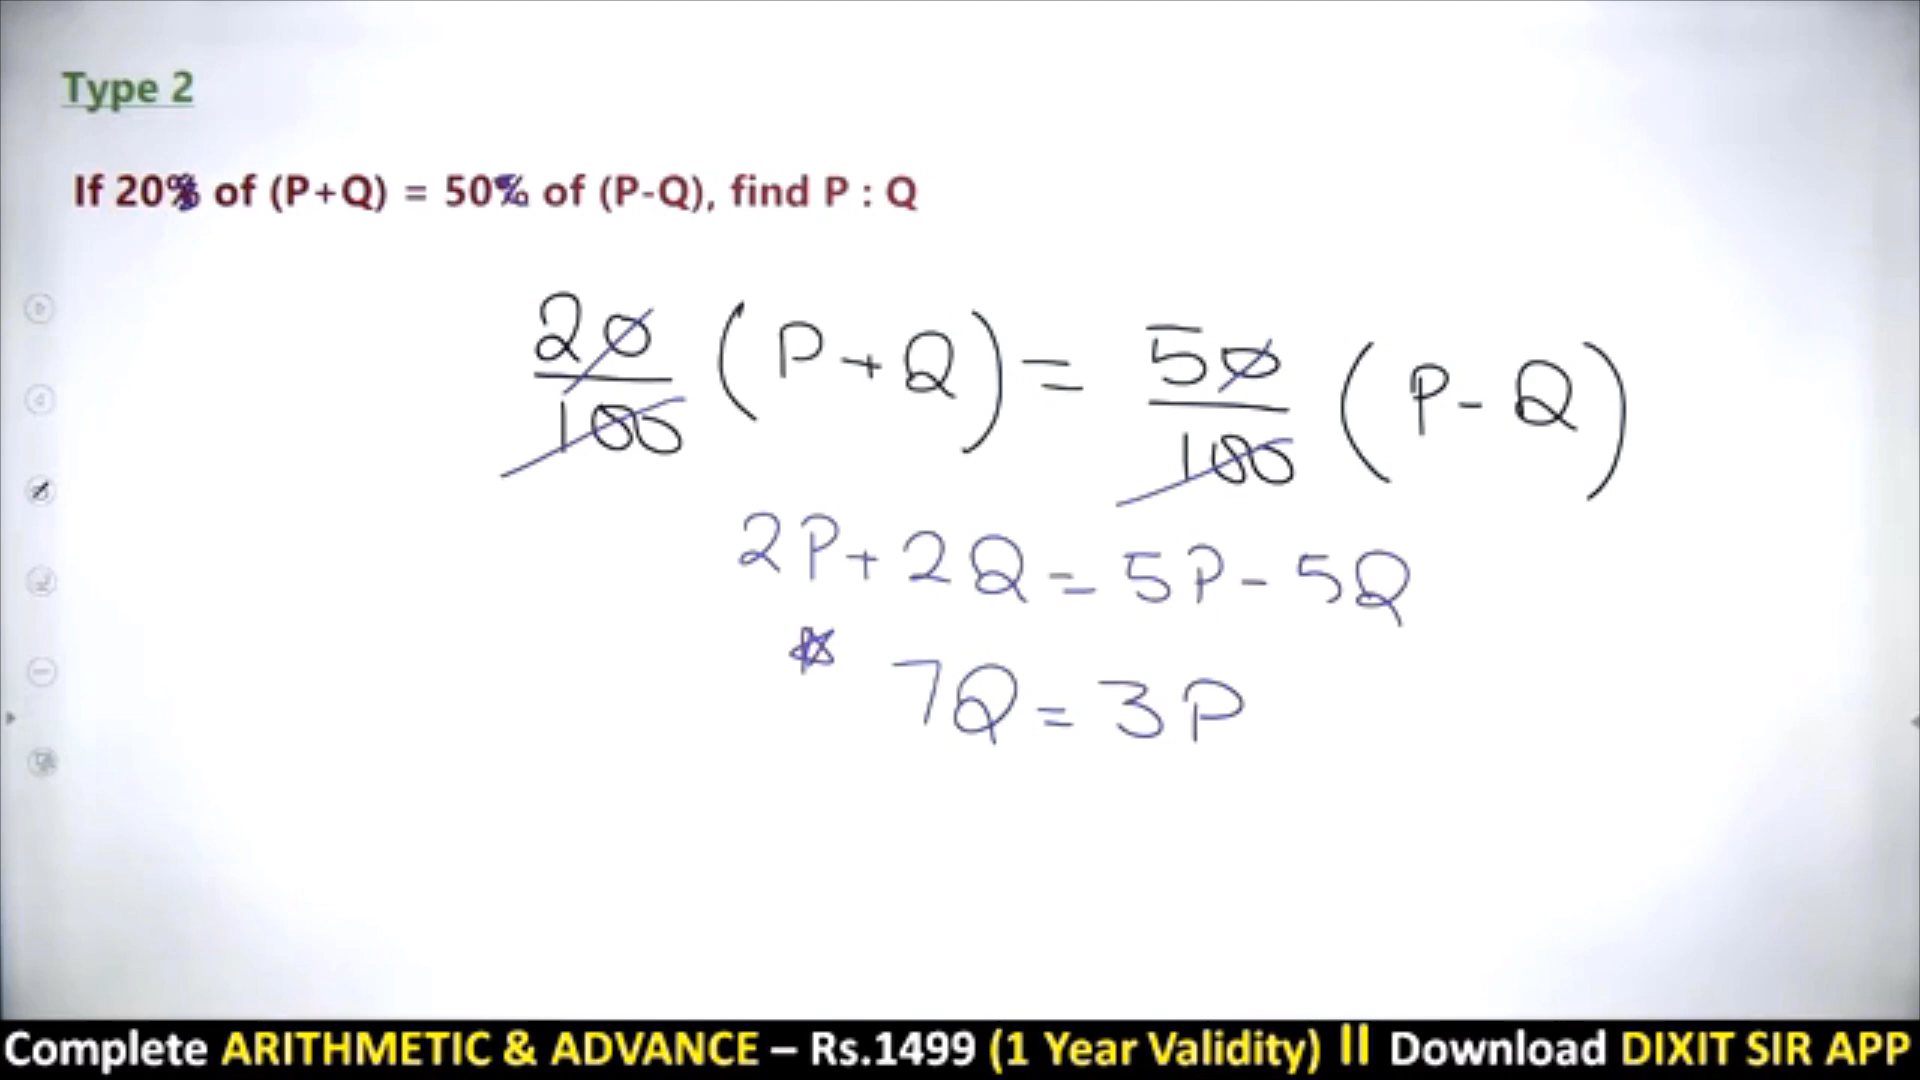 Type 2
If 20% of (P+Q) = 50% of (P-Q), find P : Q
20/100 (P+Q) = 50/100 (P-Q)
2P+2Q = 5P-5Q
7Q = 3P
Complete ARITHMETIC & ADVANCE – Rs.1499 (1 Year Validity) || Download DIXIT SIR APP